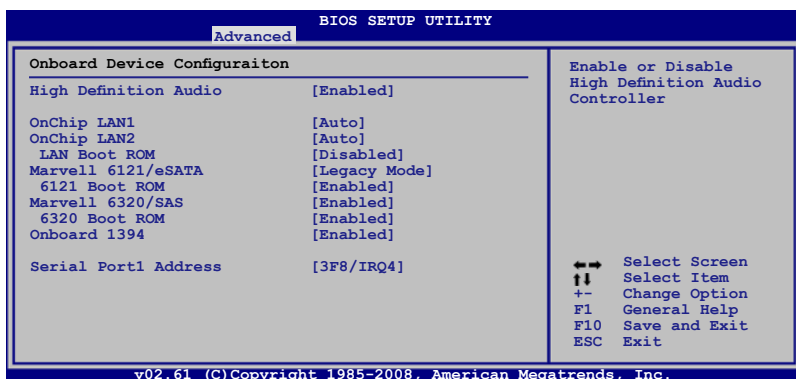 BIOS SETUP UTILITY
Advanced
Onboard Device Configuraiton
High Definition Audio [Enabled]
OnChip LAN1 [Auto]
OnChip LAN2 [Auto]
LAN Boot ROM [Disabled]
Marvell 6121/eSATA [Legacy Mode]
6121 Boot ROM [Enabled]
Marvell 6320/SAS [Enabled]
6320 Boot ROM [Enabled]
Onboard 1394 [Enabled]
Serial Port1 Address [3F8/IRQ4]
Enable or Disable
High Definition Audio
Controller
←→ Select Screen
↑↓ Select Item
+- Change Option
F1 General Help
F10 Save and Exit
ESC Exit
v02.61 (C)Copyright 1985-2008, American Megatrends, Inc.